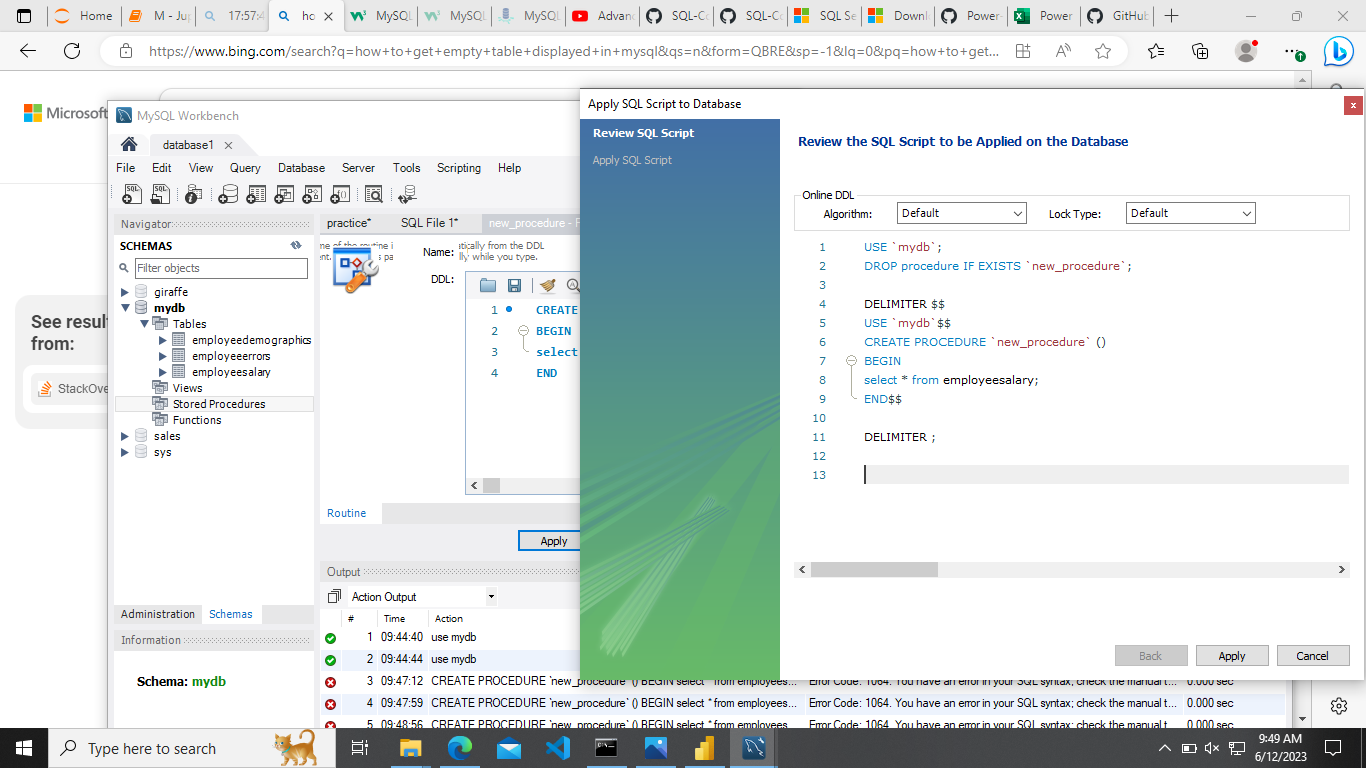 Home
M - Jup
17:57:4
ho
MySQL
MySQL
MySQL
Advan
SQL-Co
SQL-Co
SQL Se
Downl
Power-
Power
GitHub
https://www.bing.com/search?q=how+to+get+empty+table+displayed+in+mysql&qs=n&form=QBRE&sp=-1&lq=0&pq=how+to+get...
Microsoft
See result
from:
StackOve
MySQL Workbench
database1
File Edit View Query Database Server Tools Scripting Help
Navigator
SCHEMAS
Filter objects
giraffe
mydb
Tables
employeedemographics
employeeerrors
employeesalary
Views
Stored Procedures
Functions
sales
sys
Administration Schemas
Information
Schema: mydb
practice* SQL File 1* new_procedure -
Name:
atically from the DDL
while you type.
DDL:
1 CREATE
2 BEGIN
3 select
4 END
Routine
Apply
Output
Action Output
# Time Action
1 09:44:40 use mydb
2 09:44:44 use mydb
3 09:47:12 CREATE PROCEDURE `new_procedure` () BEGIN select * from employees... Error Code: 1064. You have an error in your SQL syntax; check the manual t... 0.000 sec
4 09:47:59 CREATE PROCEDURE `new_procedure` () BEGIN select * from employees... Error Code: 1064. You have an error in your SQL syntax; check the manual t... 0.000 sec
5 09:48:56 CREATE PROCEDURE `new_procedure` () BEGIN select * from employees... Error Code: 1064. You have an error in your SQL syntax; check the manual t... 0.000 sec
Apply SQL Script to Database
Review SQL Script
Apply SQL Script
Review the SQL Script to be Applied on the Database
Online DDL
Algorithm: Default Lock Type: Default
1 USE `mydb`;
2 DROP procedure IF EXISTS `new_procedure`;
3
4 DELIMITER $$
5 USE `mydb`$$
6 CREATE PROCEDURE `new_procedure` ()
7 BEGIN
8 select * from employeesalary;
9 END$$
10
11 DELIMITER ;
12
13
Back Apply Cancel
Type here to search
9:49 AM
6/12/2023